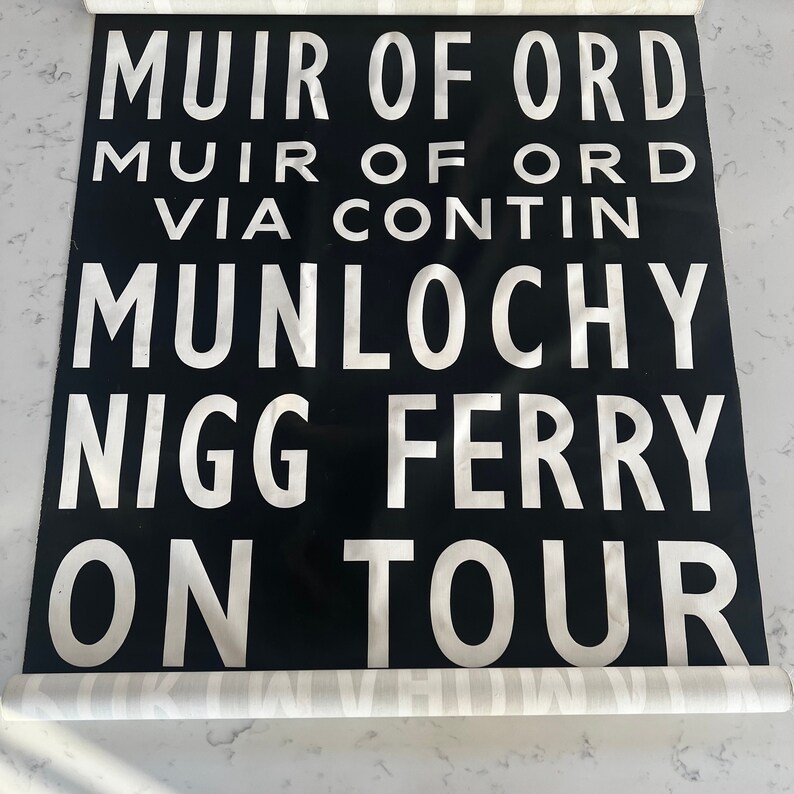 MUIR OF ORD
MUIR OF ORD
VIA CONTIN
MUNLOCHY
NIGG FERRY
ON TOUR